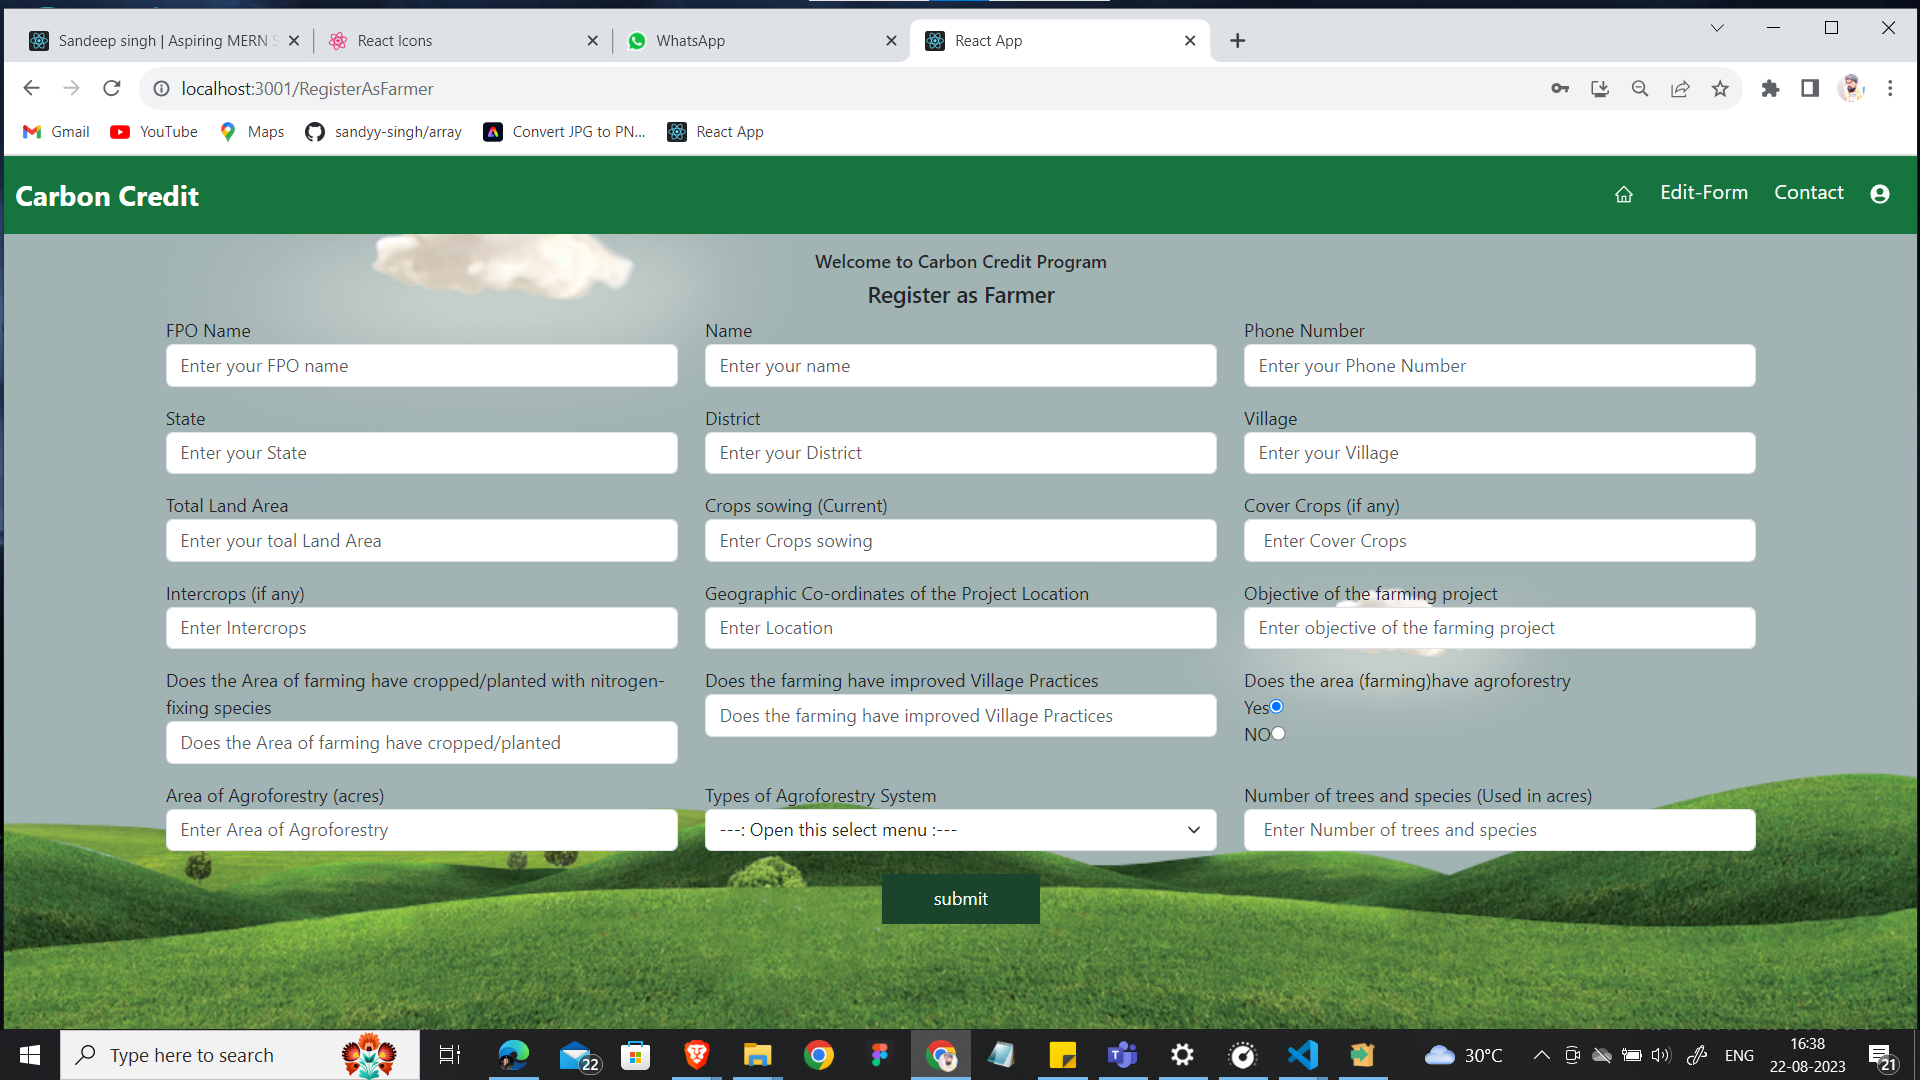 Sandeep singh | Aspiring MERN S
React Icons
WhatsApp
React App
localhost:3001/RegisterAsFarmer
Gmail
YouTube
Maps
sandyy-singh/array
Convert JPG to PN...
React App
Carbon Credit
Edit-Form
Contact
Welcome to Carbon Credit Program
Register as Farmer
FPO Name
Name
Phone Number
Enter your FPO name
Enter your name
Enter your Phone Number
State
District
Village
Enter your State
Enter your District
Enter your Village
Total Land Area
Crops sowing (Current)
Cover Crops (if any)
Enter your toal Land Area
Enter Crops sowing
Enter Cover Crops
Intercrops (if any)
Geographic Co-ordinates of the Project Location
Objective of the farming project
Enter Intercrops
Enter Location
Enter objective of the farming project
Does the Area of farming have cropped/planted with nitrogen-
fixing species
Does the Area of farming have cropped/planted
Does the farming have improved Village Practices
Does the farming have improved Village Practices
Does the area (farming)have agroforestry
Yes
NO
Area of Agroforestry (acres)
Types of Agroforestry System
Number of trees and species (Used in acres)
Enter Area of Agroforestry
---: Open this select menu :---
Enter Number of trees and species
submit
Type here to search
22
30°C
ENG
16:38
22-08-2023
21